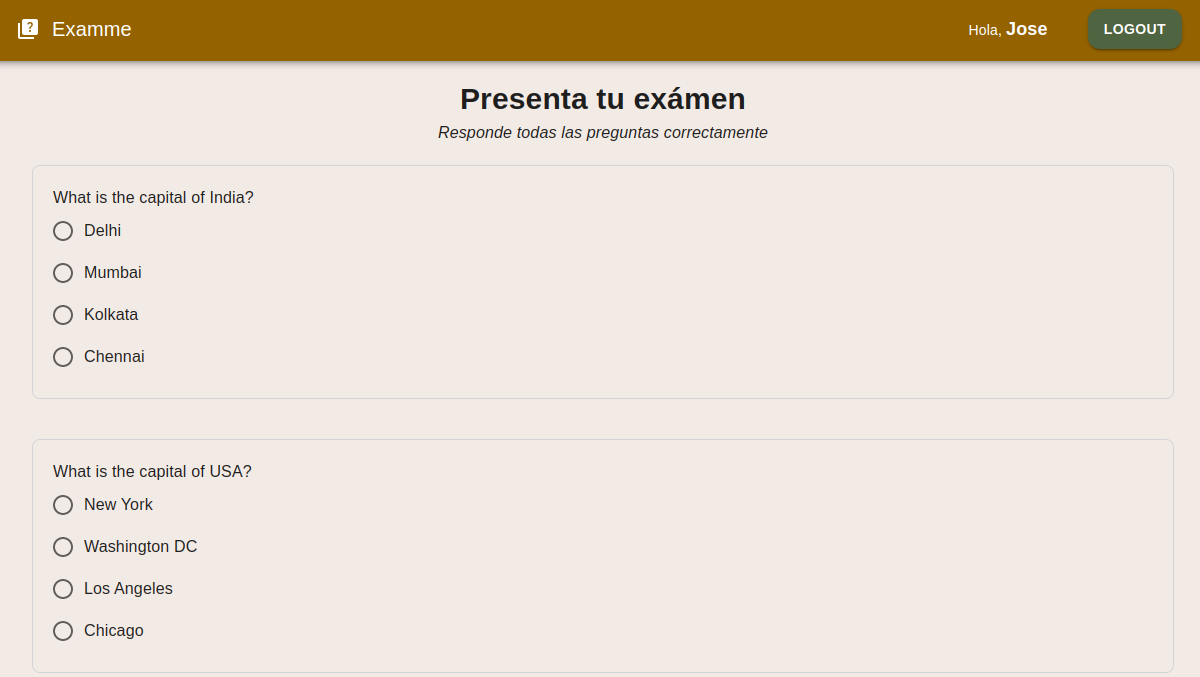 Examme
Hola, Jose
LOGOUT
Presenta tu exámen
Responde todas las preguntas correctamente
What is the capital of India?
Delhi
Mumbai
Kolkata
Chennai
What is the capital of USA?
New York
Washington DC
Los Angeles
Chicago